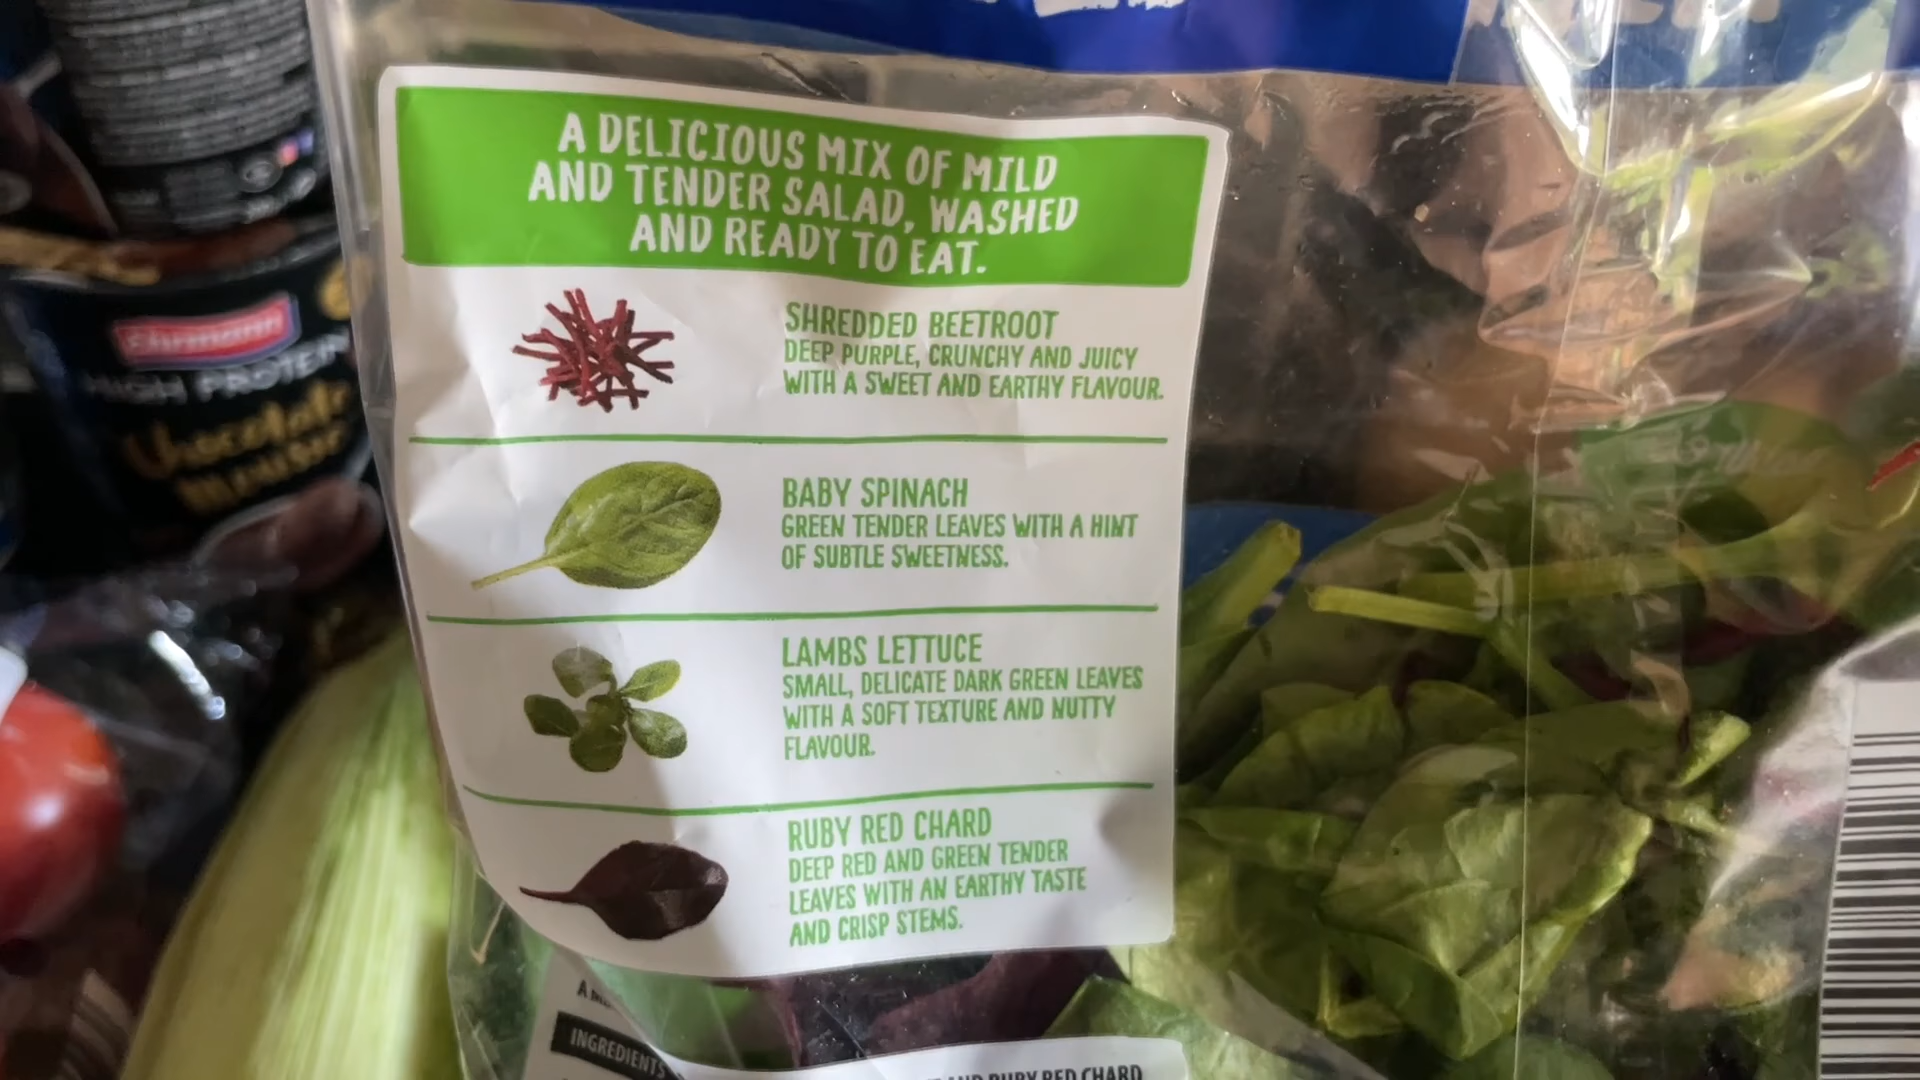 A DELICIOUS MIX OF MILD
AND TENDER SALAD, WASHED
AND READY TO EAT.
SHREDDED BEETROOT
DEEP PURPLE, CRUNCHY AND JUICY
WITH A SWEET AND EARTHY FLAVOUR.
BABY SPINACH
GREEN TENDER LEAVES WITH A HINT
OF SUBTLE SWEETNESS.
LAMBS LETTUCE
SMALL, DELICATE DARK GREEN LEAVES
WITH A SOFT TEXTURE AND NUTTY
FLAVOUR.
RUBY RED CHARD
DEEP RED AND GREEN TENDER
LEAVES WITH AN EARTHY TASTE
AND CRISP STEMS.
INGREDIENTS
AND RUBY RED CHARD
Ehrmann
HIGH PROTEIN
Chocolate
Mousse